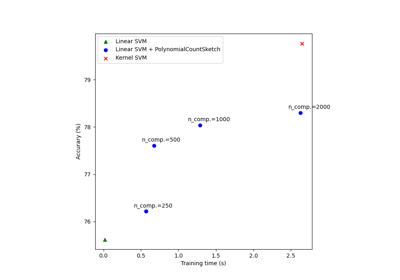 Linear SVM
Linear SVM + PolynomialCountSketch
Kernel SVM
79
n_comp.=2000
n_comp.=1000
78
n_comp.=500
77
n_comp.=250
76
Accurary (%)
0.0 0.5 1.0 1.5 2.0 2.5
Training time (s)